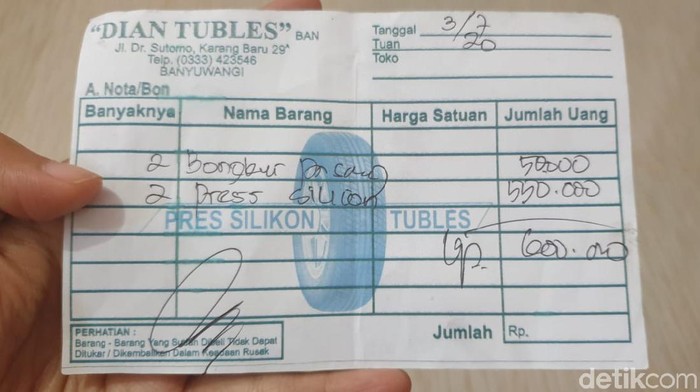 "DIAN TUBLES" BAN
Jl. Dr. Sutomo, Karang Baru 29ᴬ
Telp. (0333) 423546
BANYUWANGI
Tanggal 3/7
Tuan 20
Toko
A. Nota/Bon
Banyaknya Nama Barang Harga Satuan Jumlah Uang
2 Bongkar pasang 50.000
2 Press silicon 550.000
PRES SILIKON TUBLES
Rp. 600.000
Jumlah Rp.
PERHATIAN :
Barang - Barang Yang Sudah Dibeli Tidak Dapat
Ditukar / Dikembalikan Dalam Keadaan Rusak
detikcom